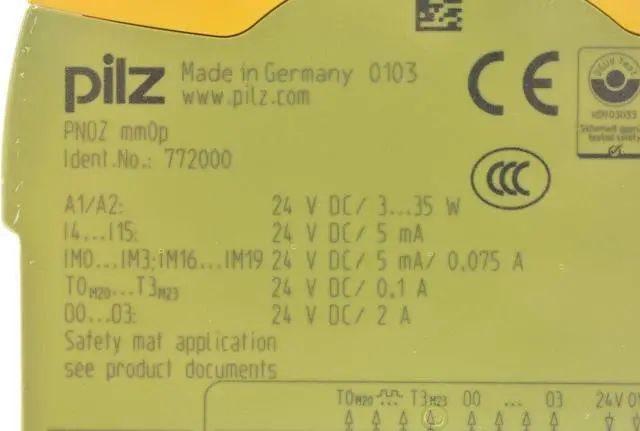 pilz Made in Germany 0103
www.pilz.com
CE
PNOZ mm0p
Ident.No.: 772000
CCC
A1/A2: 24 V DC/ 3...35 W
I4...I15: 24 V DC/ 5 mA
IM0...IM3;iM16...IM19 24 V DC/ 5 mA/ 0,075 A
T0M20...T3M23 24 V DC/ 0,1 A
O0...O3: 24 V DC/ 2 A
Safety mat application
see product documents
T0M20 T3M23 O0 ... O3 24V